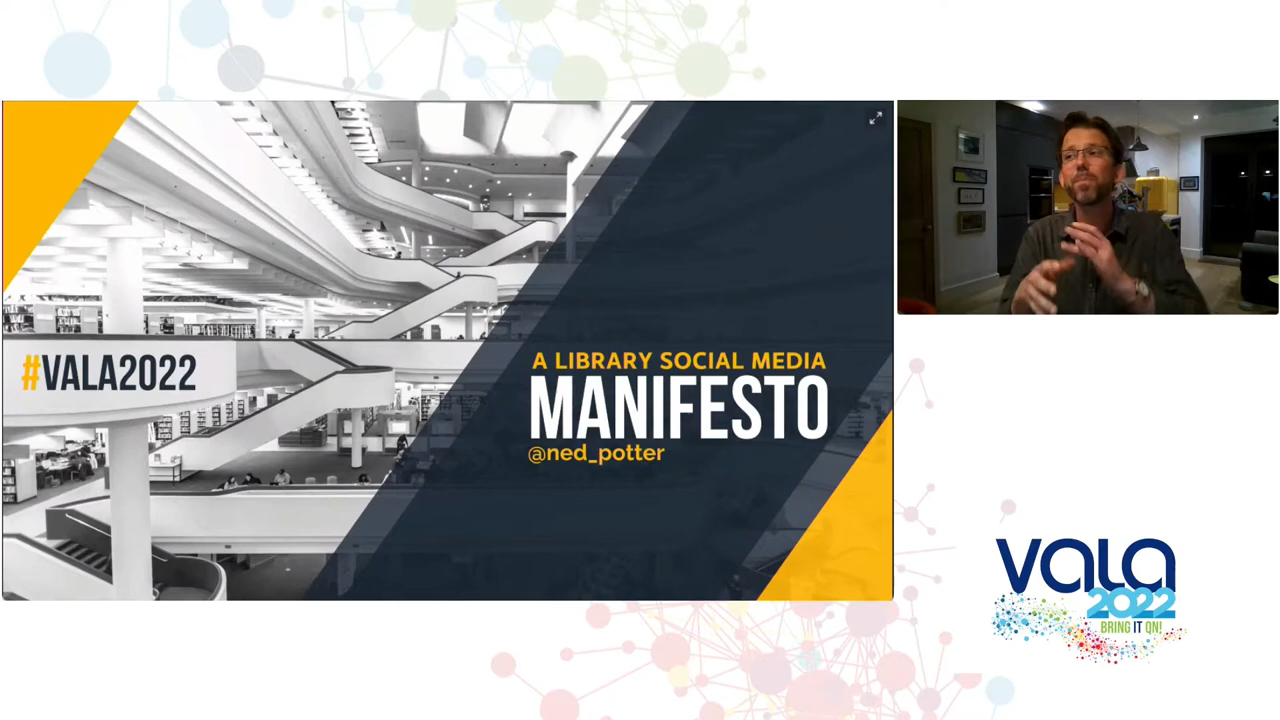 #VALA2022
A LIBRARY SOCIAL MEDIA
MANIFESTO
@ned_potter
VALA
2022
BRING IT ON!